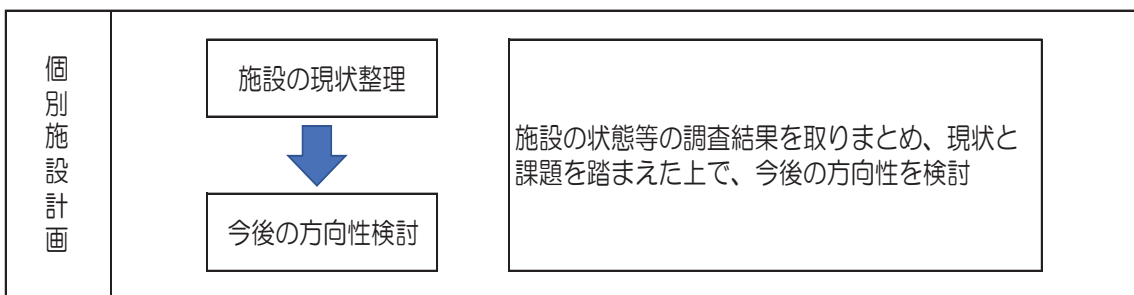 個別施設計画
施設の現状整理
今後の方向性検討
施設の状態等の調査結果を取りまとめ、現状と
課題を踏まえた上で、今後の方向性を検討